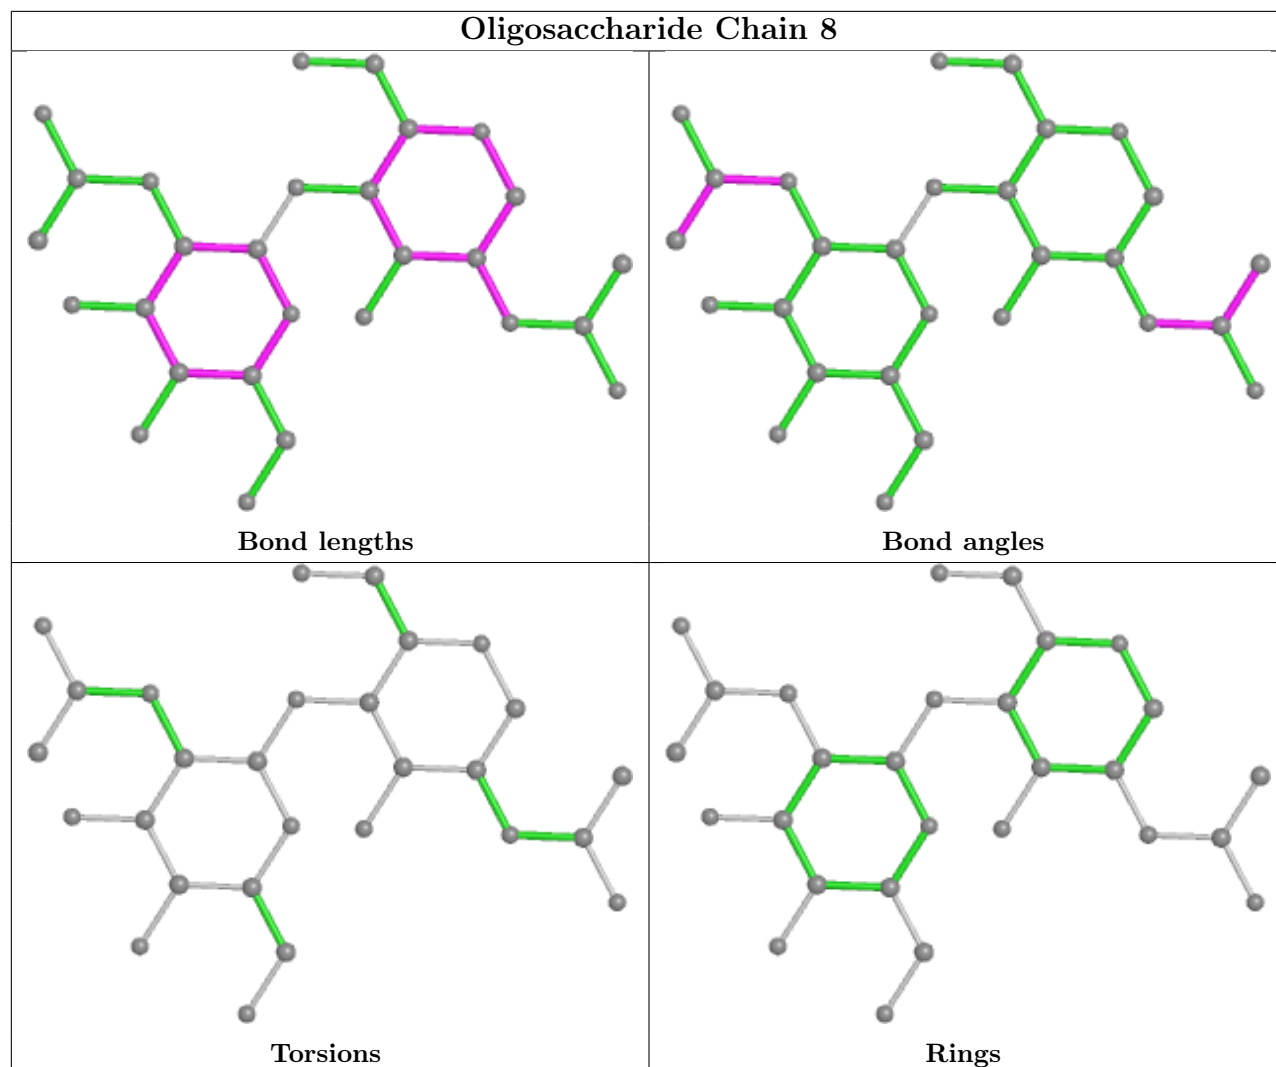 Oligosaccharide Chain 8
Bond lengths
Bond angles
Torsions
Rings